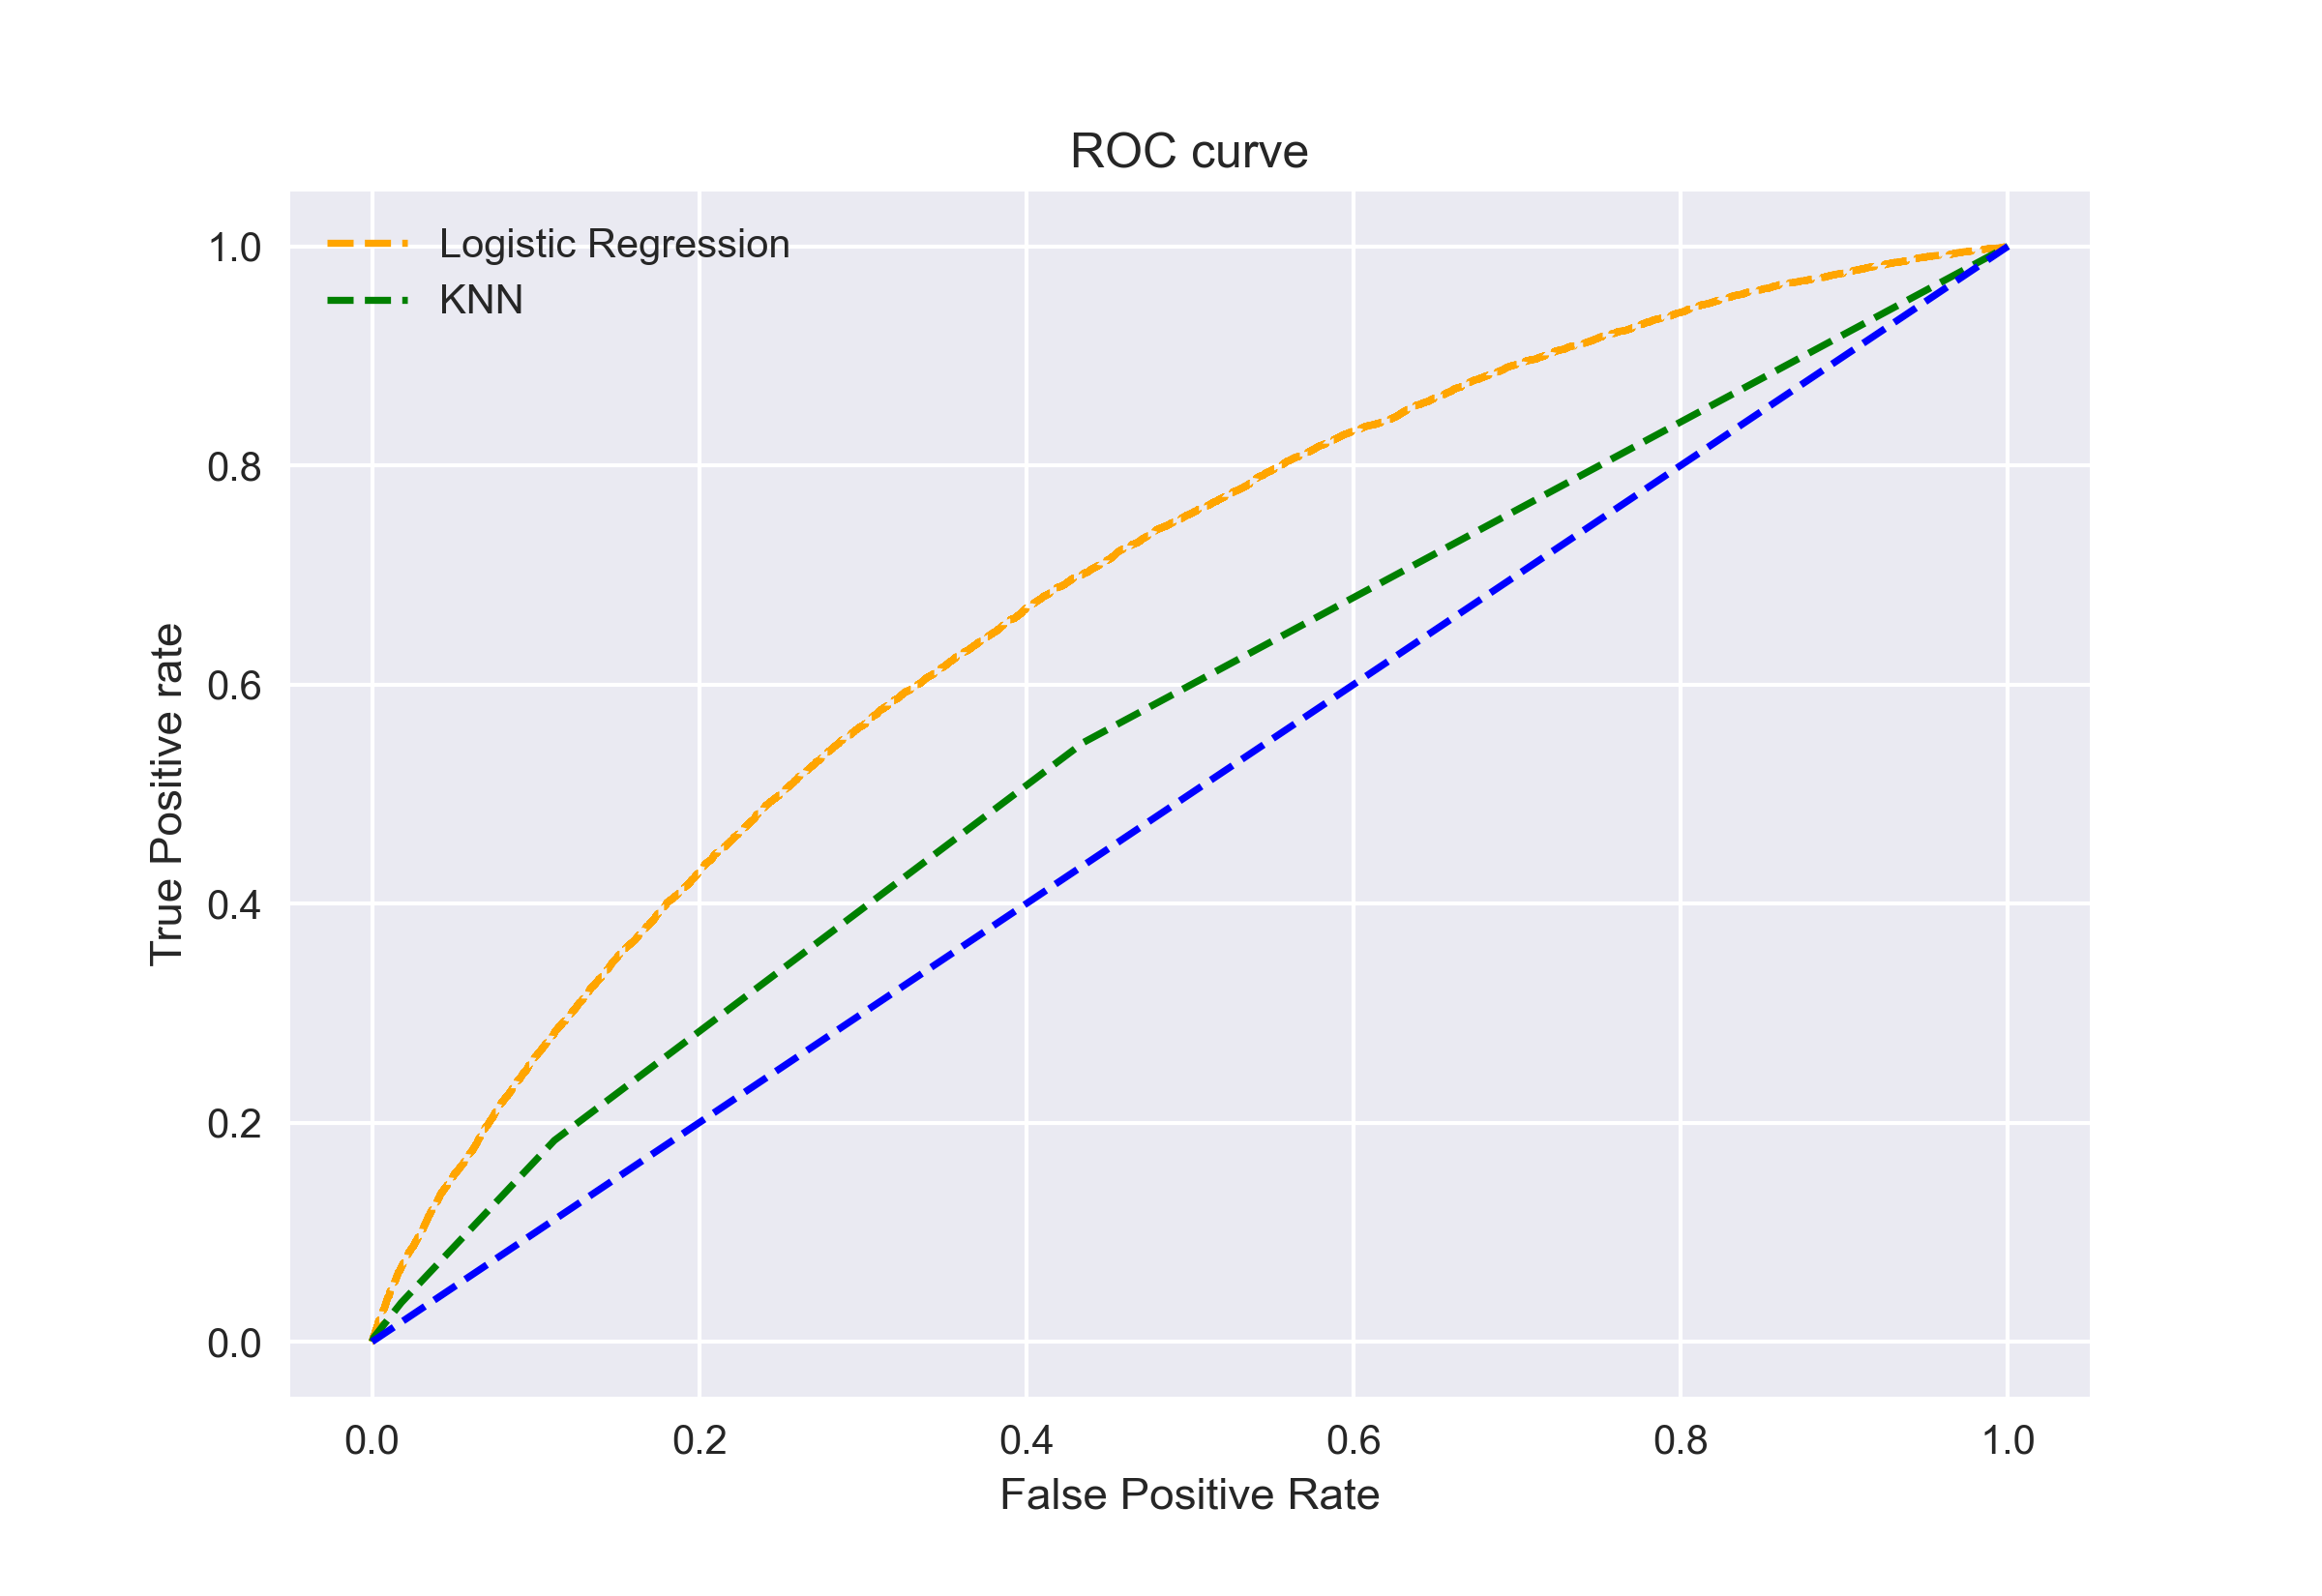 ROC curve
Logistic Regression
KNN
True Positive rate
1.0
0.8
0.6
0.4
0.2
0.0
0.0 0.2 0.4 0.6 0.8 1.0
False Positive Rate